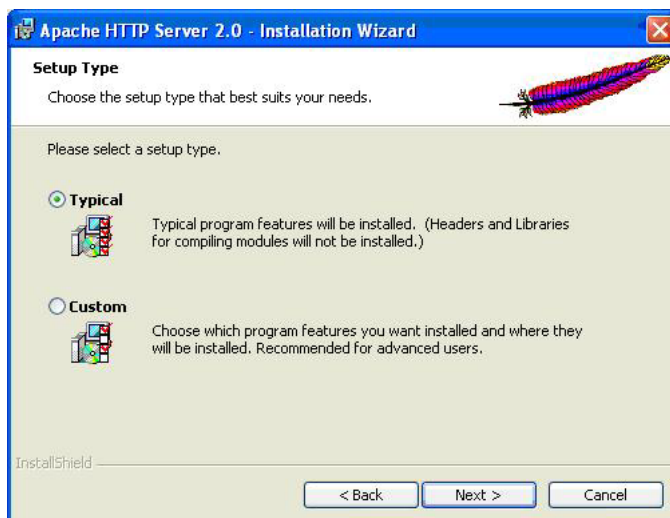 Apache HTTP Server 2.0 - Installation Wizard
Setup Type
Choose the setup type that best suits your needs.
Please select a setup type.
Typical
Typical program features will be installed. (Headers and Libraries
for compiling modules will not be installed.)
Custom
Choose which program features you want installed and where they
will be installed. Recommended for advanced users.
InstallShield
< Back Next > Cancel